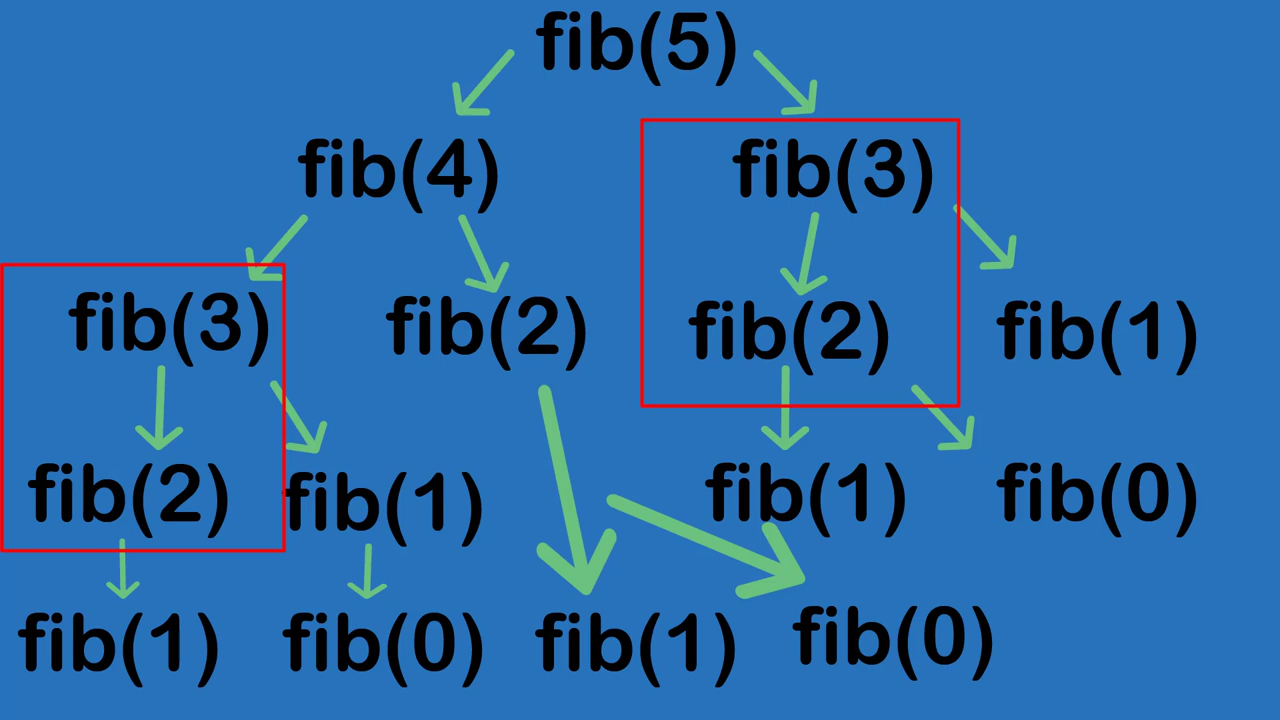 fib(5)
fib(4) fib(3)
fib(3) fib(2) fib(2) fib(1)
fib(2) fib(1) fib(1) fib(0)
fib(1) fib(0) fib(1) fib(0)